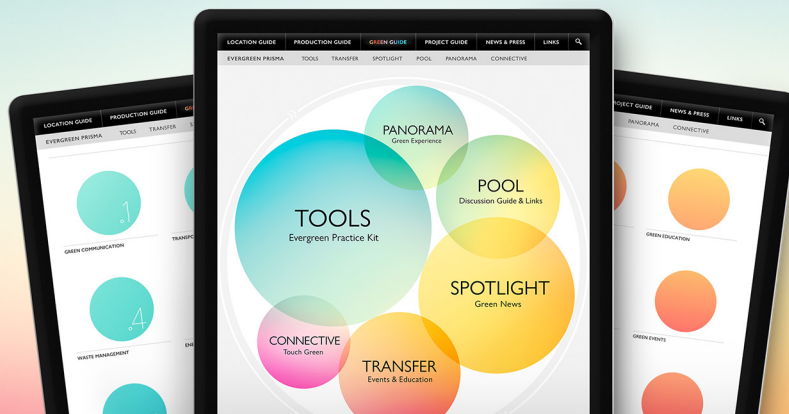 LOCATION GUIDE
PRODUCTION GUIDE
EVERGREEN PRISMA
TOOLS
TRANSFER
.1
GREEN COMMUNICATION
.4
WASTE MANAGEMENT
LOCATION GUIDE
PRODUCTION GUIDE
GREEN GUIDE
PROJECT GUIDE
NEWS & PRESS
LINKS
EVERGREEN PRISMA
TOOLS
TRANSFER
SPOTLIGHT
POOL
PANORAMA
CONNECTIVE
PANORAMA
Green Experience
POOL
Discussion Guide & Links
TOOLS
Evergreen Practice Kit
SPOTLIGHT
Green News
CONNECTIVE
Touch Green
TRANSFER
Events & Education
NEWS & PRESS
LINKS
PANORAMA
CONNECTIVE
GREEN EDUCATION
GREEN EVENTS